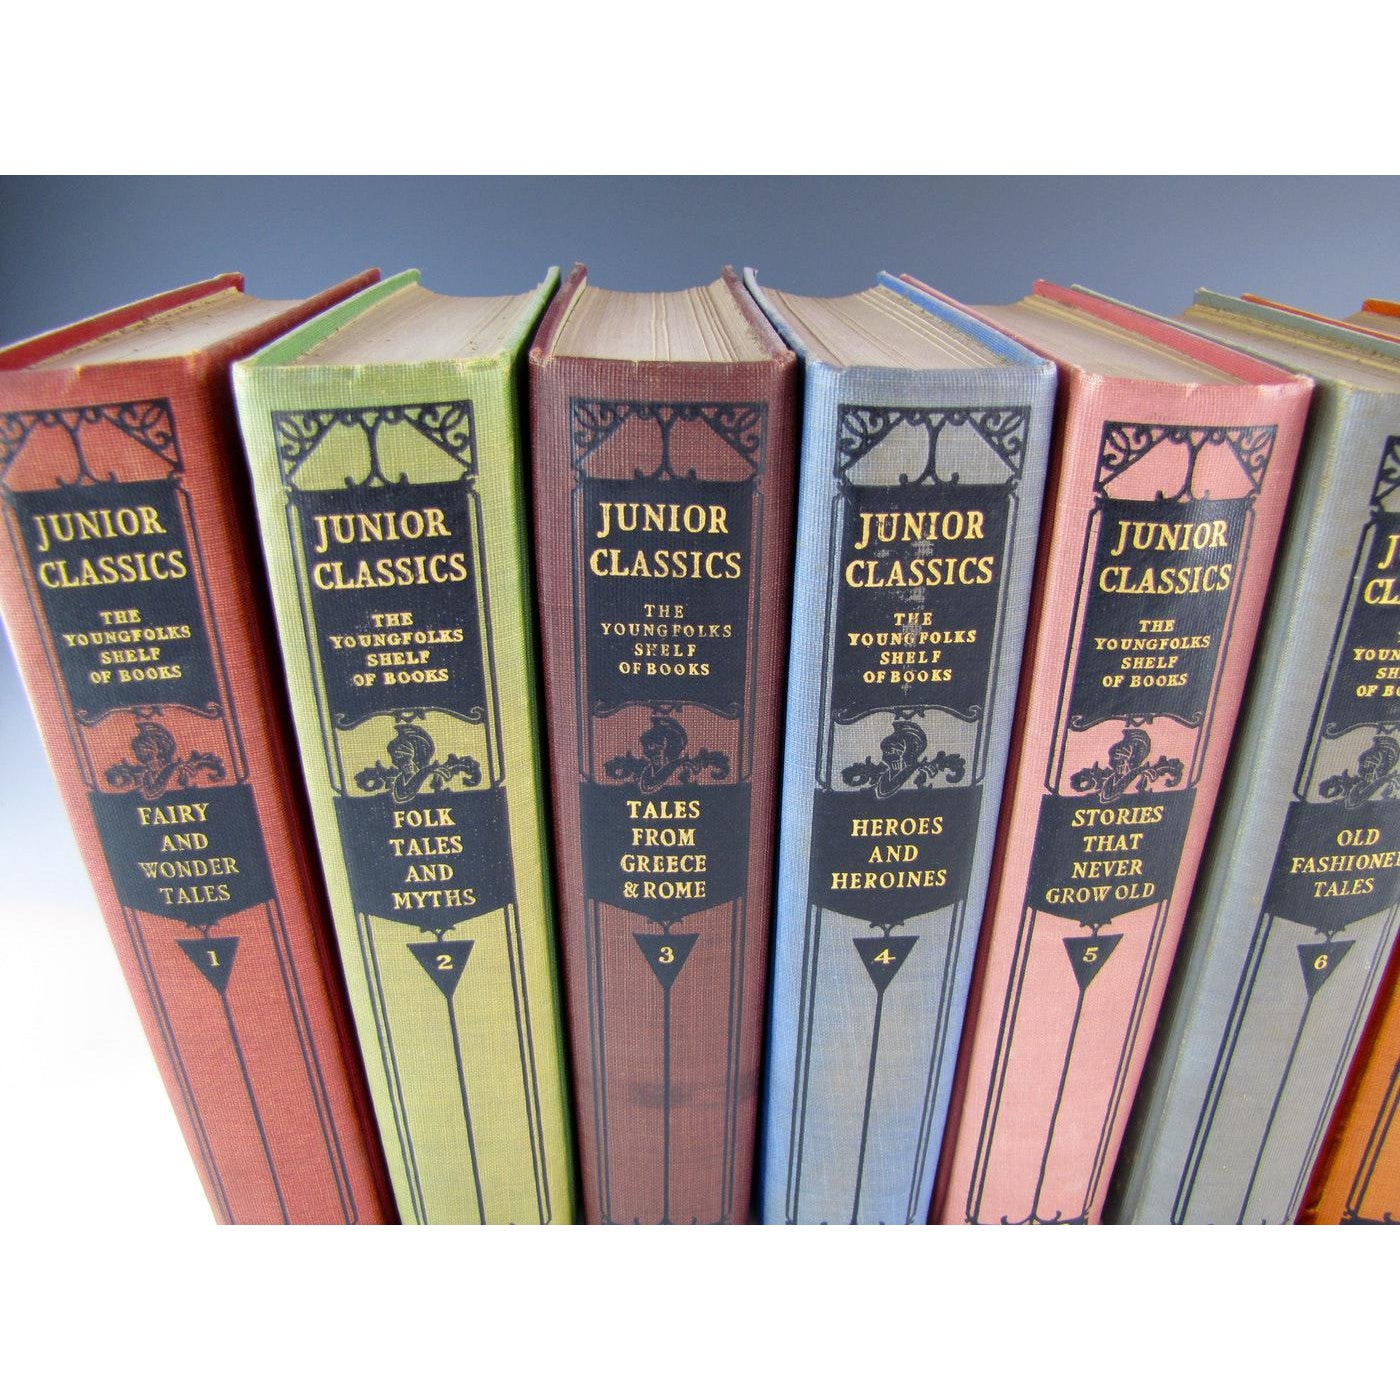 JUNIOR
CLASSICS
THE
YOUNGFOLKS
SHELF
OF BOOKS
FAIRY
AND
WONDER
TALES
1
JUNIOR
CLASSICS
THE
YOUNGFOLKS
SHELF
OF BOOKS
FOLK
TALES
AND
MYTHS
2
JUNIOR
CLASSICS
THE
YOUNGFOLKS
SHELF
OF BOOKS
TALES
FROM
GREECE
& ROME
3
JUNIOR
CLASSICS
THE
YOUNGFOLKS
SHELF
OF BOOKS
HEROES
AND
HEROINES
4
JUNIOR
CLASSICS
THE
YOUNGFOLKS
SHELF
OF BOOKS
STORIES
THAT
NEVER
GROW OLD
5
OF
OLD
FASHIONE
TALES
6